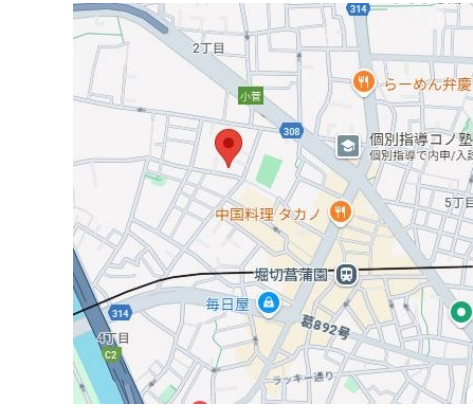 314
2丁目
らーめん弁慶
小菅
308
個別指導コノ塾
個別指導で内申/入試
5丁目
中国料理 タカノ
堀切菖蒲園
毎日屋
314
葛892号
4丁目
C2
ラッキー通り
314